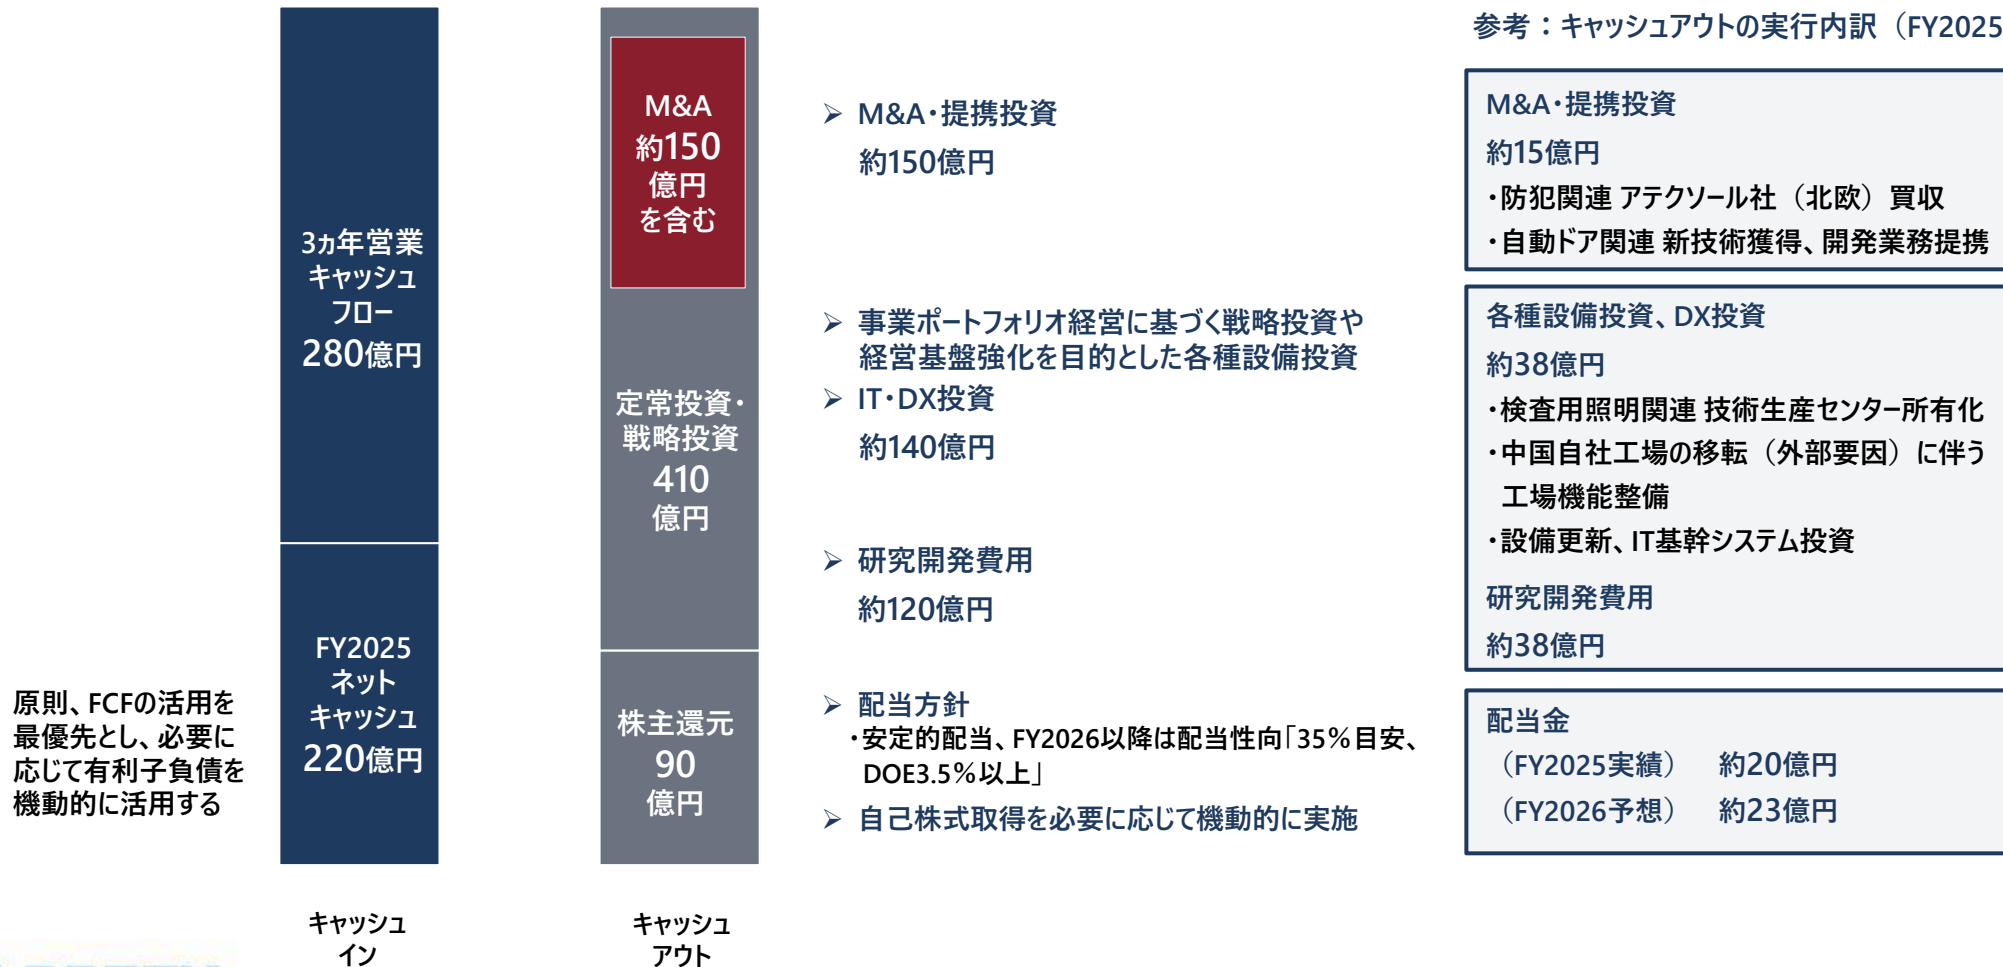 3ヵ年営業
キャッシュ
フロー
280億円
FY2025
ネット
キャッシュ
220億円
原則、FCFの活用を
最優先とし、必要に
応じて有利子負債を
機動的に活用する
キャッシュ
イン
M&A
約150
億円
を含む
定常投資・
戦略投資
410
億円
株主還元
90
億円
キャッシュ
アウト
➢ M&A・提携投資
約150億円
➢ 事業ポートフォリオ経営に基づく戦略投資や
経営基盤強化を目的とした各種設備投資
➢ IT・DX投資
約140億円
➢ 研究開発費用
約120億円
➢ 配当方針
・安定的配当、FY2026以降は配当性向「35%目安、
DOE3.5%以上」
➢ 自己株式取得を必要に応じて機動的に実施
参考：キャッシュアウトの実行内訳（FY2025
M&A・提携投資
約15億円
・防犯関連 アテクソール社（北欧）買収
・自動ドア関連 新技術獲得、開発業務提携
各種設備投資、DX投資
約38億円
・検査用照明関連 技術生産センター所有化
・中国自社工場の移転（外部要因）に伴う
工場機能整備
・設備更新、IT基幹システム投資
研究開発費用
約38億円
配当金
（FY2025実績） 約20億円
（FY2026予想） 約23億円